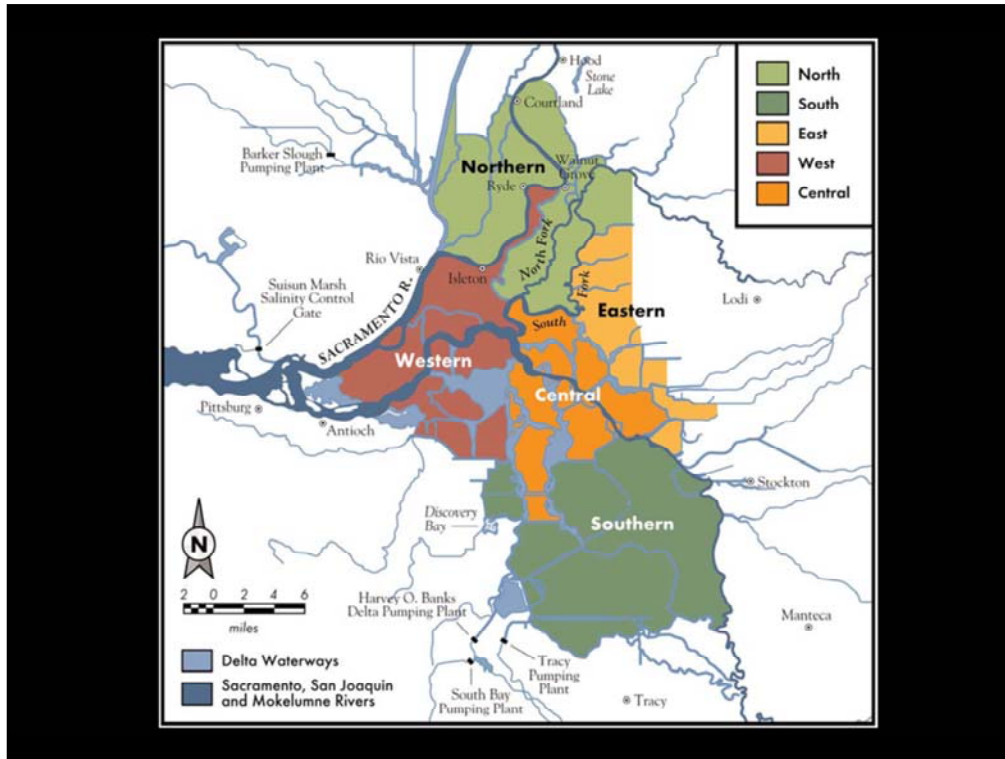 Hood
Stone
Lake
Courtland
Barker Slough
Pumping Plant
Northern
Walnut
Grove
Ryde
North Fork
Rio Vista
Isleton
Fork
Suisun Marsh
Salinity Control
Gate
SACRAMENTO R.
Eastern
Lodi
South
Western
Central
Pittsburg
Antioch
Stockton
Discovery
Bay
Southern
N
2 0 2 4 6
miles
Harvey O. Banks
Delta Pumping Plant
Manteca
Tracy
Pumping
Plant
South Bay
Pumping Plant
Tracy
North
South
East
West
Central
Delta Waterways
Sacramento, San Joaquin
and Mokelumne Rivers